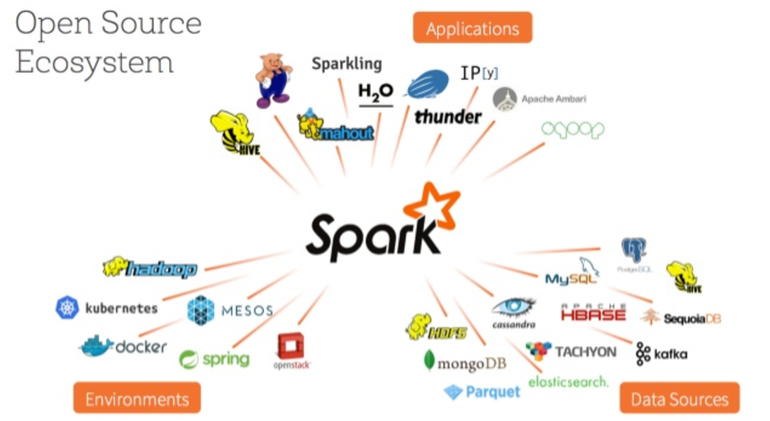 Open Source
Ecosystem
Applications
Sparkling
H₂O
IP[y]
Apache Ambari
thunder
mahout
HIVE
sqoop
Spark
hadoop
kubernetes
MESOS
docker
spring
openstack
Environments
PostgreSQL
MySQL
HIVE
cassandra
APACHE
HBASE
SequoiaDB
HDFS
mongoDB
TACHYON
kafka
Parquet
elasticsearch.
Data Sources